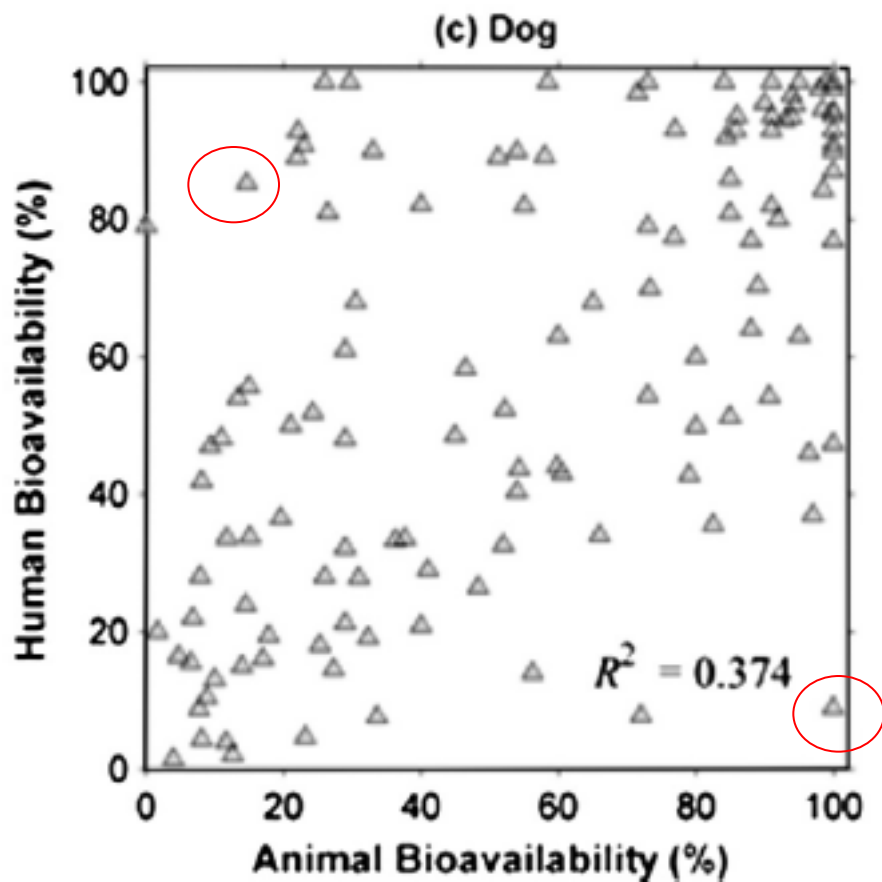 (c) Dog
100
80
60
40
20
0
Human Bioavailability (%)
R² = 0.374
0 20 40 60 80 100
Animal Bioavailability (%)